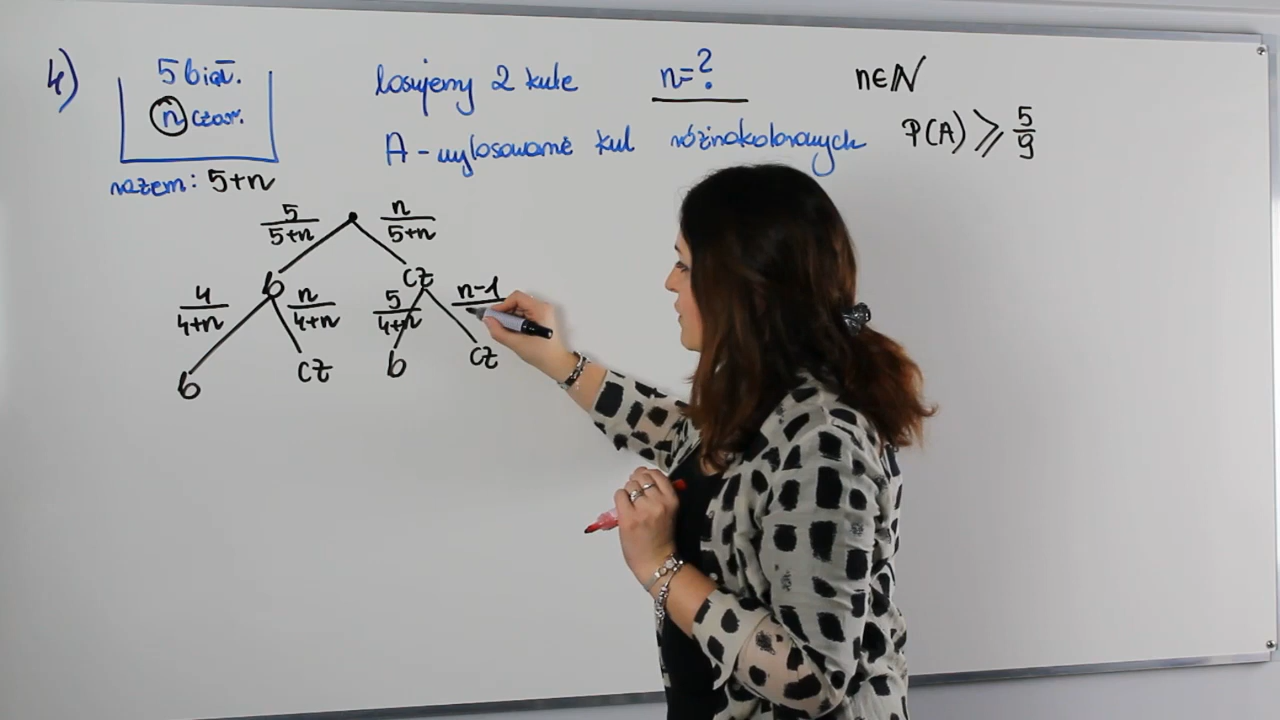 4) 5 biał. losujemy 2 kule n=? n∈N
n czar. A - wylosowanie kul różnokolorowych P(A) ⩾ 5/9
razem: 5+n
5/5+n n/5+n
b cz
4/4+n n/4+n 5/4+n n-1
b cz b cz